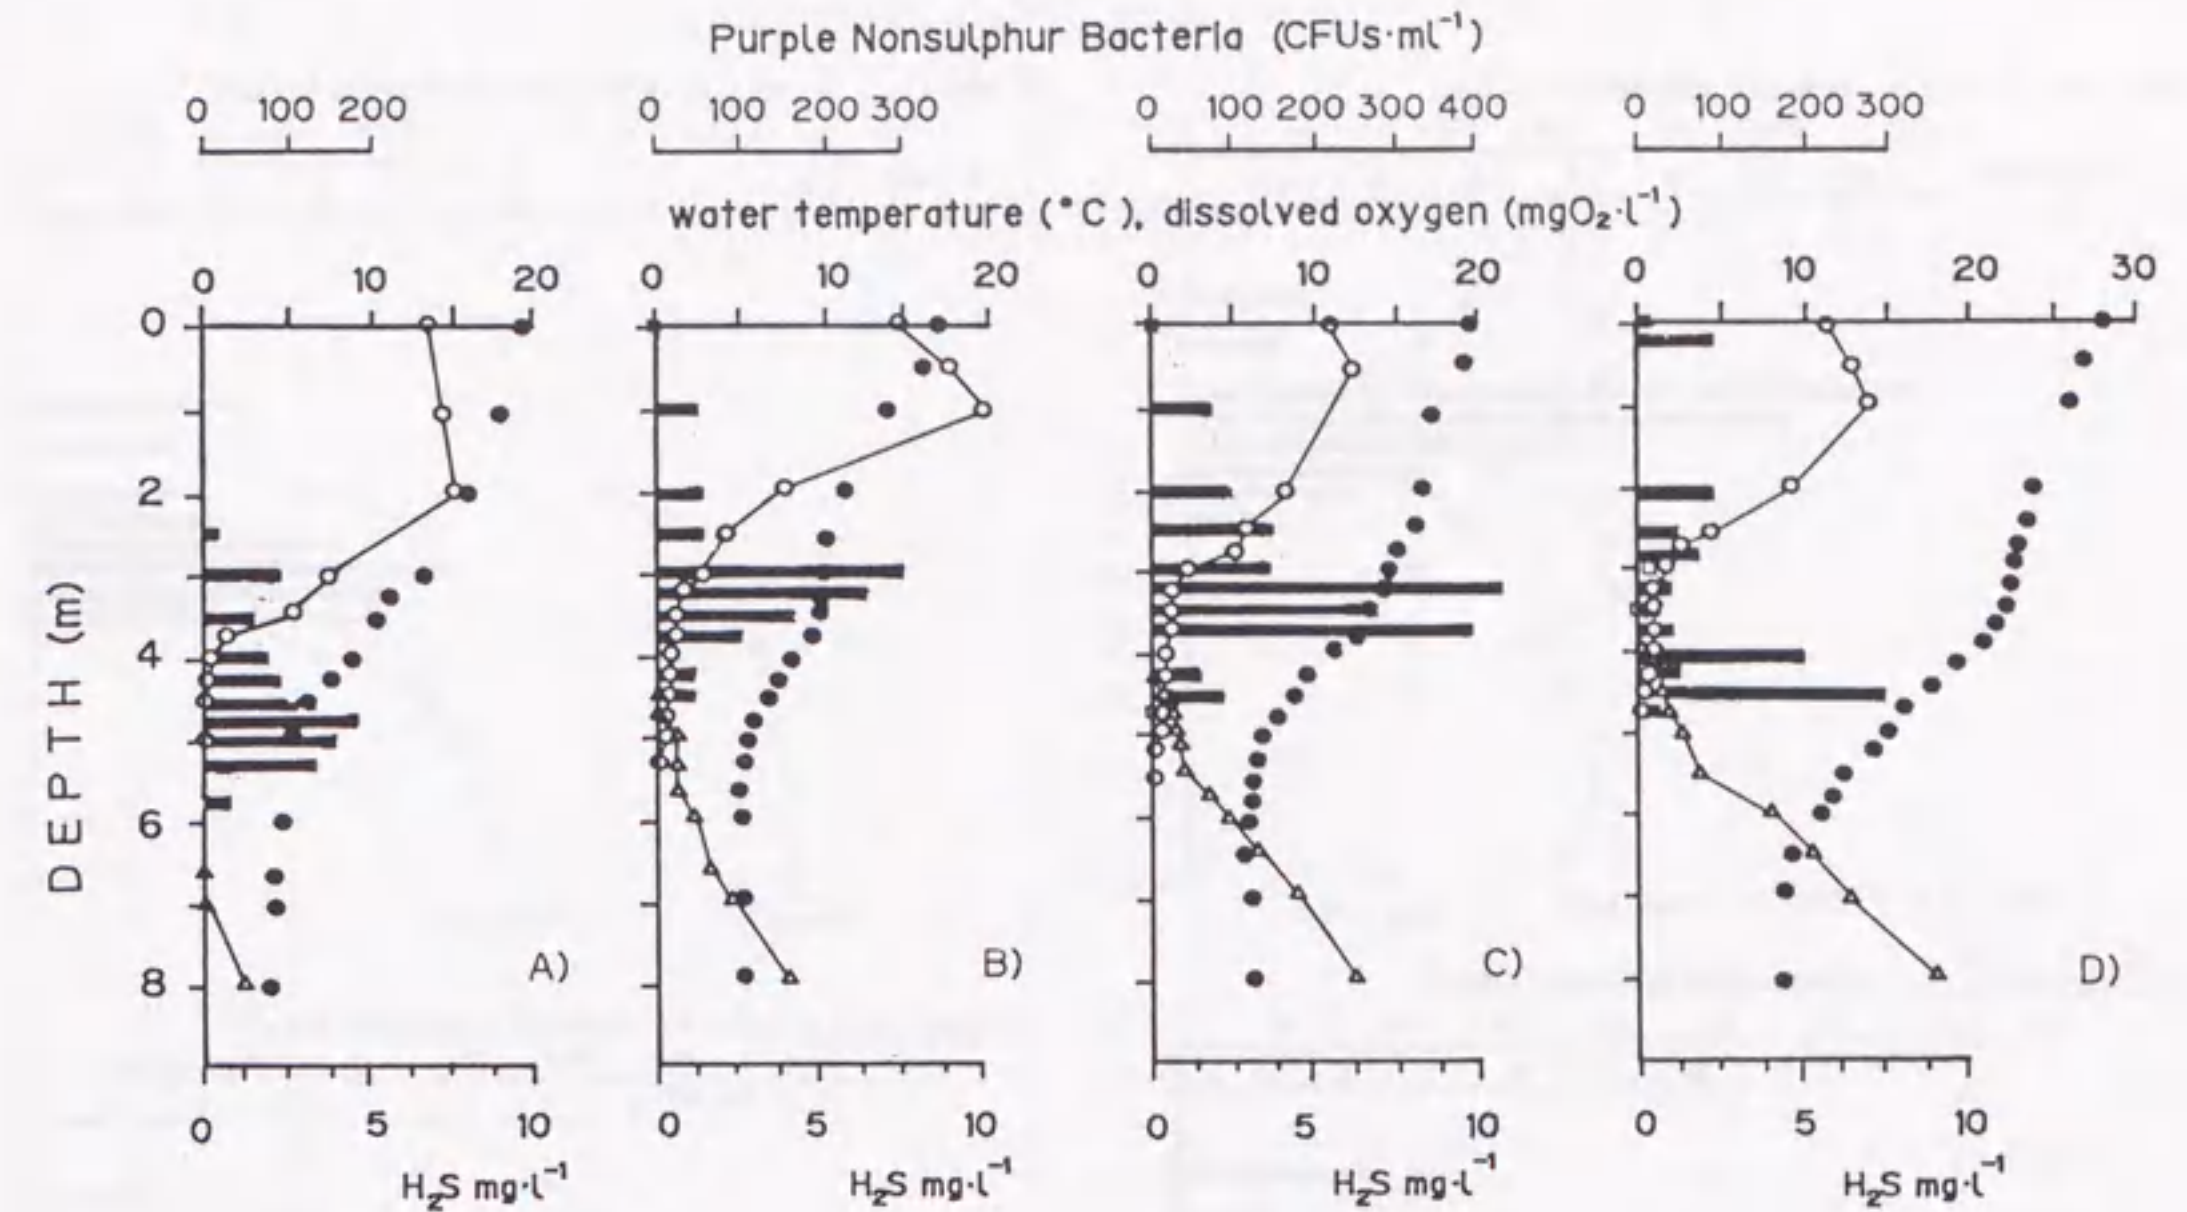 Purple Nonsulphur Bacteria (CFUs·ml⁻¹)
0 100 200 0 100 200 300 0 100 200 300 400 0 100 200 300
water temperature (°C), dissolved oxygen (mgO₂·l⁻¹)
0 10 20 0 10 20 0 10 20 0 10 20 30
0
2
4
6
8
DEPTH (m)
A) B) C) D)
0 5 10 0 5 10 0 5 10 0 5 10
H₂S mg·l⁻¹ H₂S mg·l⁻¹ H₂S mg·l⁻¹ H₂S mg·l⁻¹